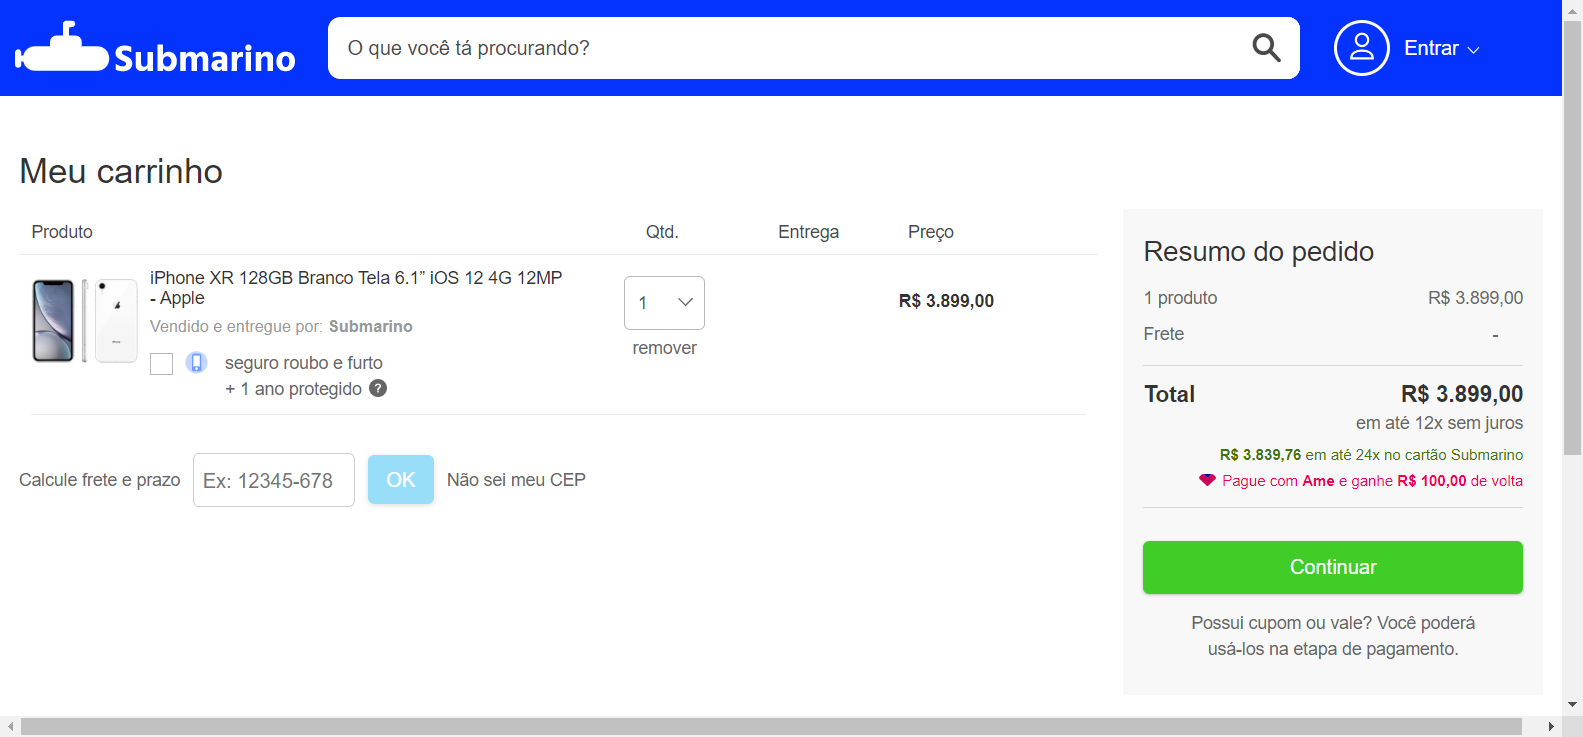 Submarino
O que você tá procurando?
Entrar
Meu carrinho
Produto
Qtd.
Entrega
Preço
iPhone XR 128GB Branco Tela 6.1” iOS 12 4G 12MP
- Apple
Vendido e entregue por: Submarino
seguro roubo e furto
+ 1 ano protegido ?
1
remover
R$ 3.899,00
Calcule frete e prazo
Ex: 12345-678
OK
Não sei meu CEP
Resumo do pedido
1 produto R$ 3.899,00
Frete -
Total R$ 3.899,00
em até 12x sem juros
R$ 3.839,76 em até 24x no cartão Submarino
Pague com Ame e ganhe R$ 100,00 de volta
Continuar
Possui cupom ou vale? Você poderá
usá-los na etapa de pagamento.